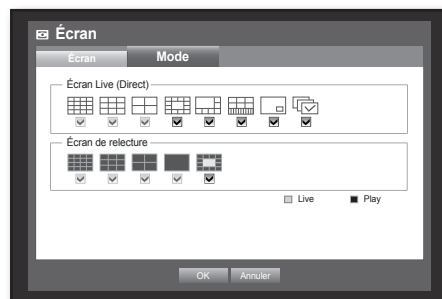 Écran
Écran
Mode
Écran Live (Direct)
Écran de relecture
Live
Play
OK
Annuler